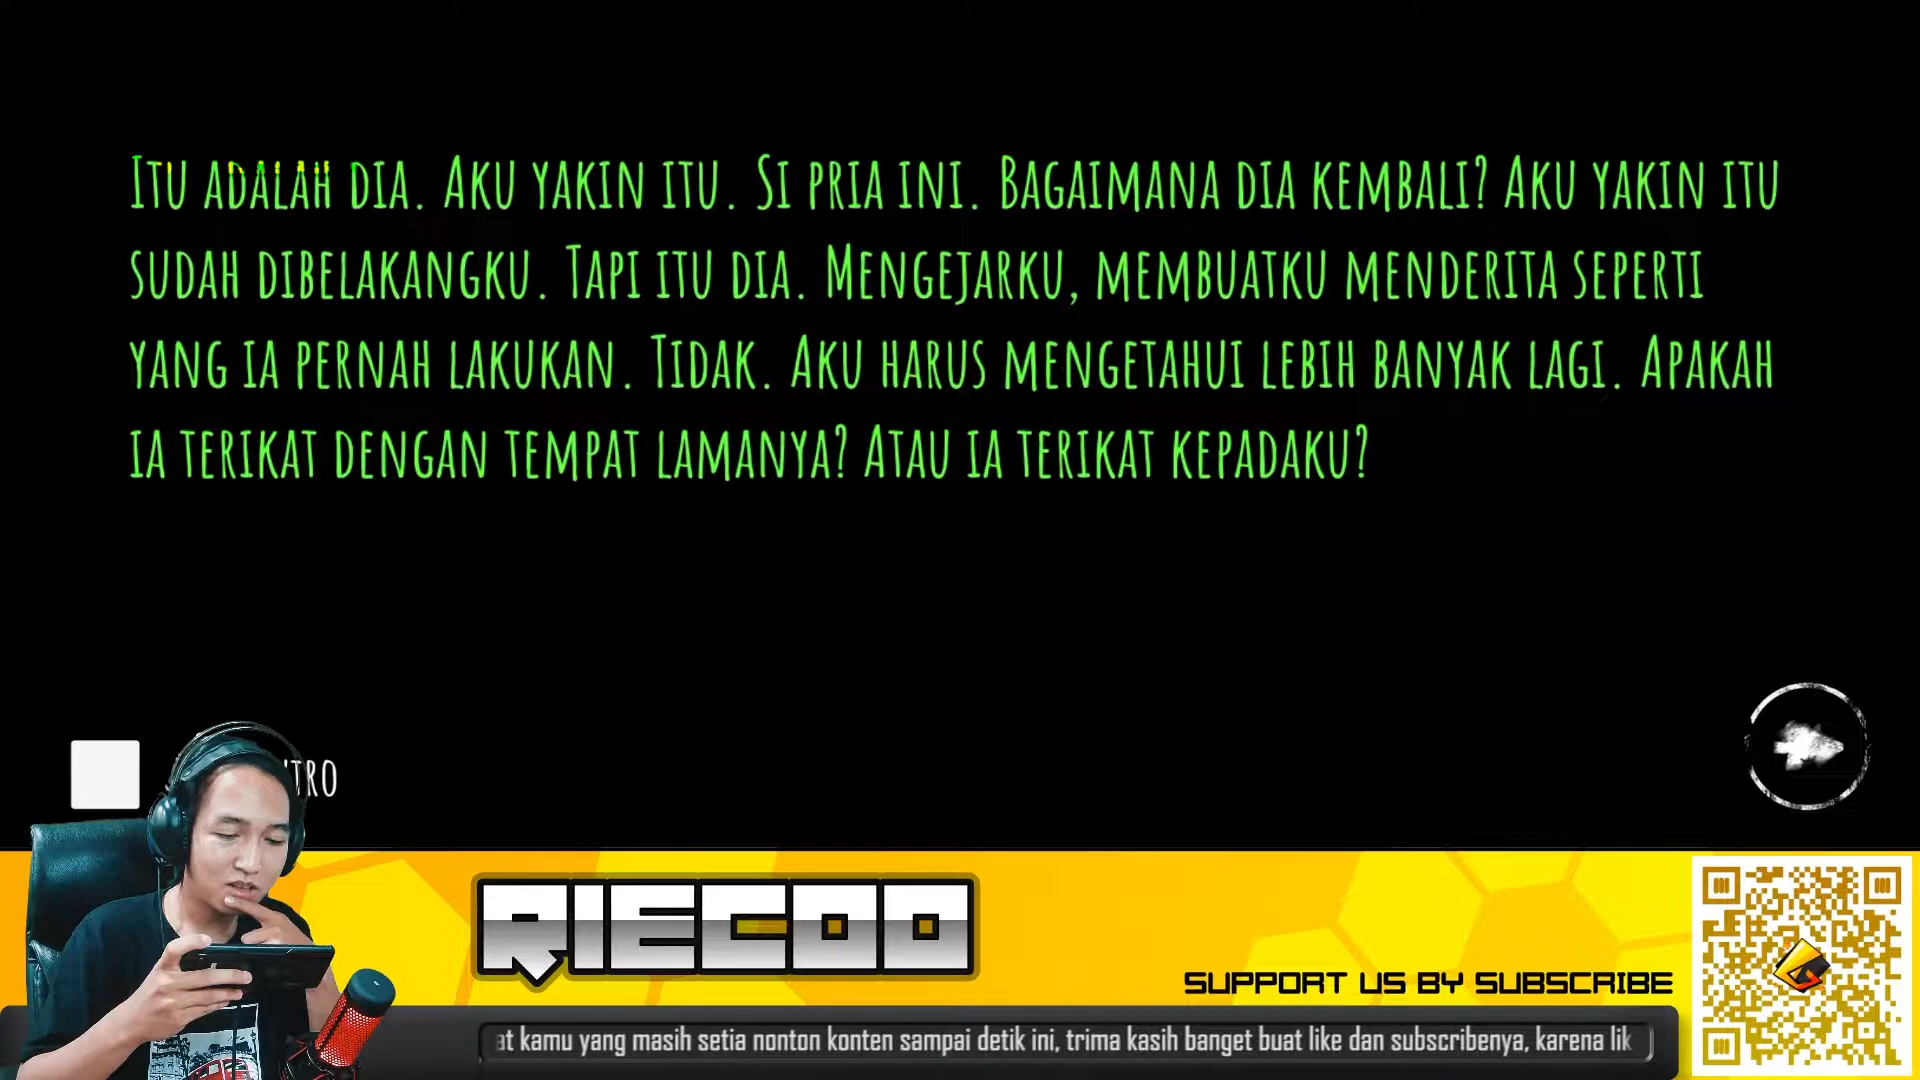 Itu adalah dia. Aku yakin itu. Si pria ini. Bagaimana dia kembali? Aku yakin itu
sudah dibelakangku. Tapi itu dia. Mengejarku, membuatku menderita seperti
yang ia pernah lakukan. Tidak. Aku harus mengetahui lebih banyak lagi. Apakah
ia terikat dengan tempat lamanya? Atau ia terikat kepadaku?
RIECOO
SUPPORT US BY SUBSCRIBE
at kamu yang masih setia nonton konten sampai detik ini, trima kasih banget buat like dan subscribenya, karena lik